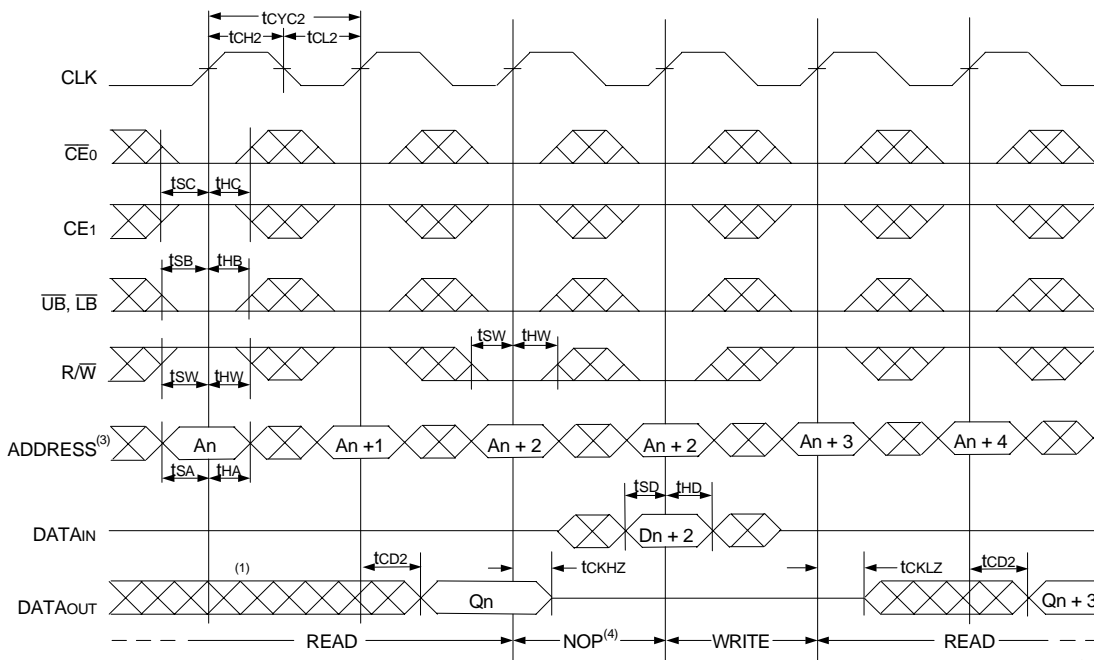 tCYC2
tCH2 tCL2
CLK
CE0
tSC tHC
CE1
tSB tHB
UB, LB
tSW tHW
R/W
tSW tHW
ADDRESS(3) An An +1 An + 2 An + 2 An + 3 An + 4
tSA tHA
tSD tHD
DATAIN Dn + 2
(1) tCD2 tCKHZ tCKLZ tCD2
DATAOUT Qn Qn + 3
READ NOP(4) WRITE READ